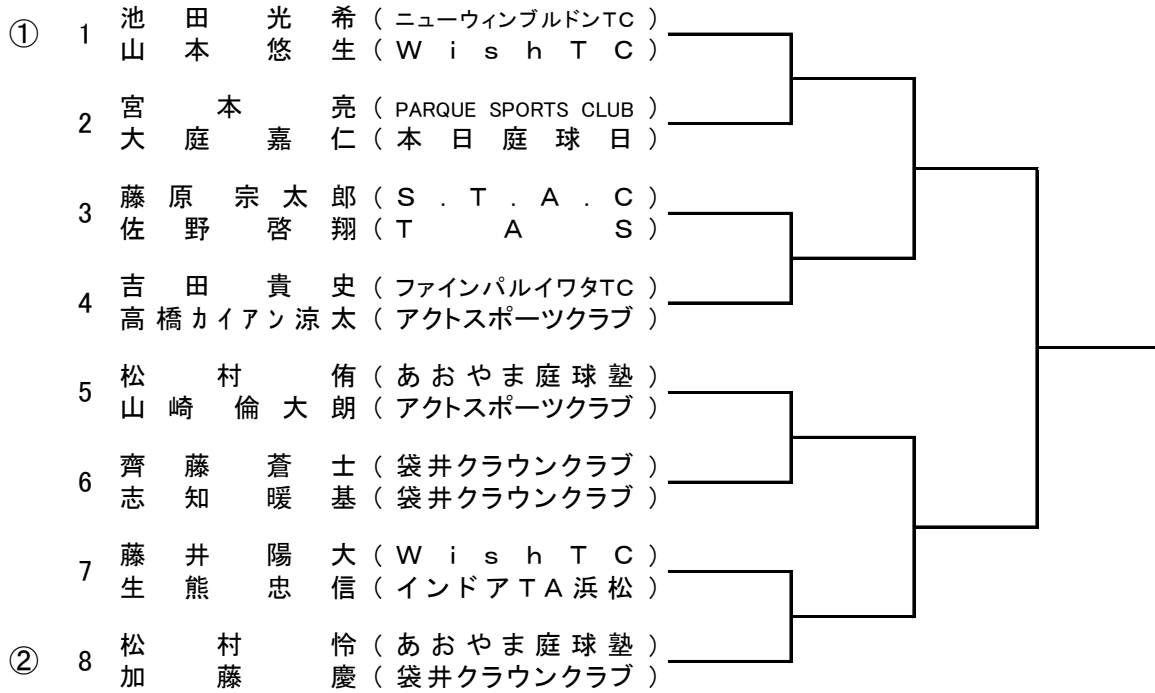 ① 1 池田光希(ニューウィンブルドンTC)
山本悠生(WishTC)
2 宮本亮(PARQUE SPORTS CLUB)
大庭嘉仁(本日庭球日)
3 藤原宗太郎(S.T.A.C)
佐野啓翔(TAS)
4 吉田貴史(ファインパルイワタTC)
高橋カイアン涼太(アクトスポーツクラブ)
5 松村侑(あおやま庭球塾)
山崎倫大朗(アクトスポーツクラブ)
6 齊藤蒼士(袋井クラウンクラブ)
志知暖基(袋井クラウンクラブ)
7 藤井陽大(WishTC)
生熊忠信(インドアTA浜松)
② 8 松村怜(あおやま庭球塾)
加藤慶(袋井クラウンクラブ)